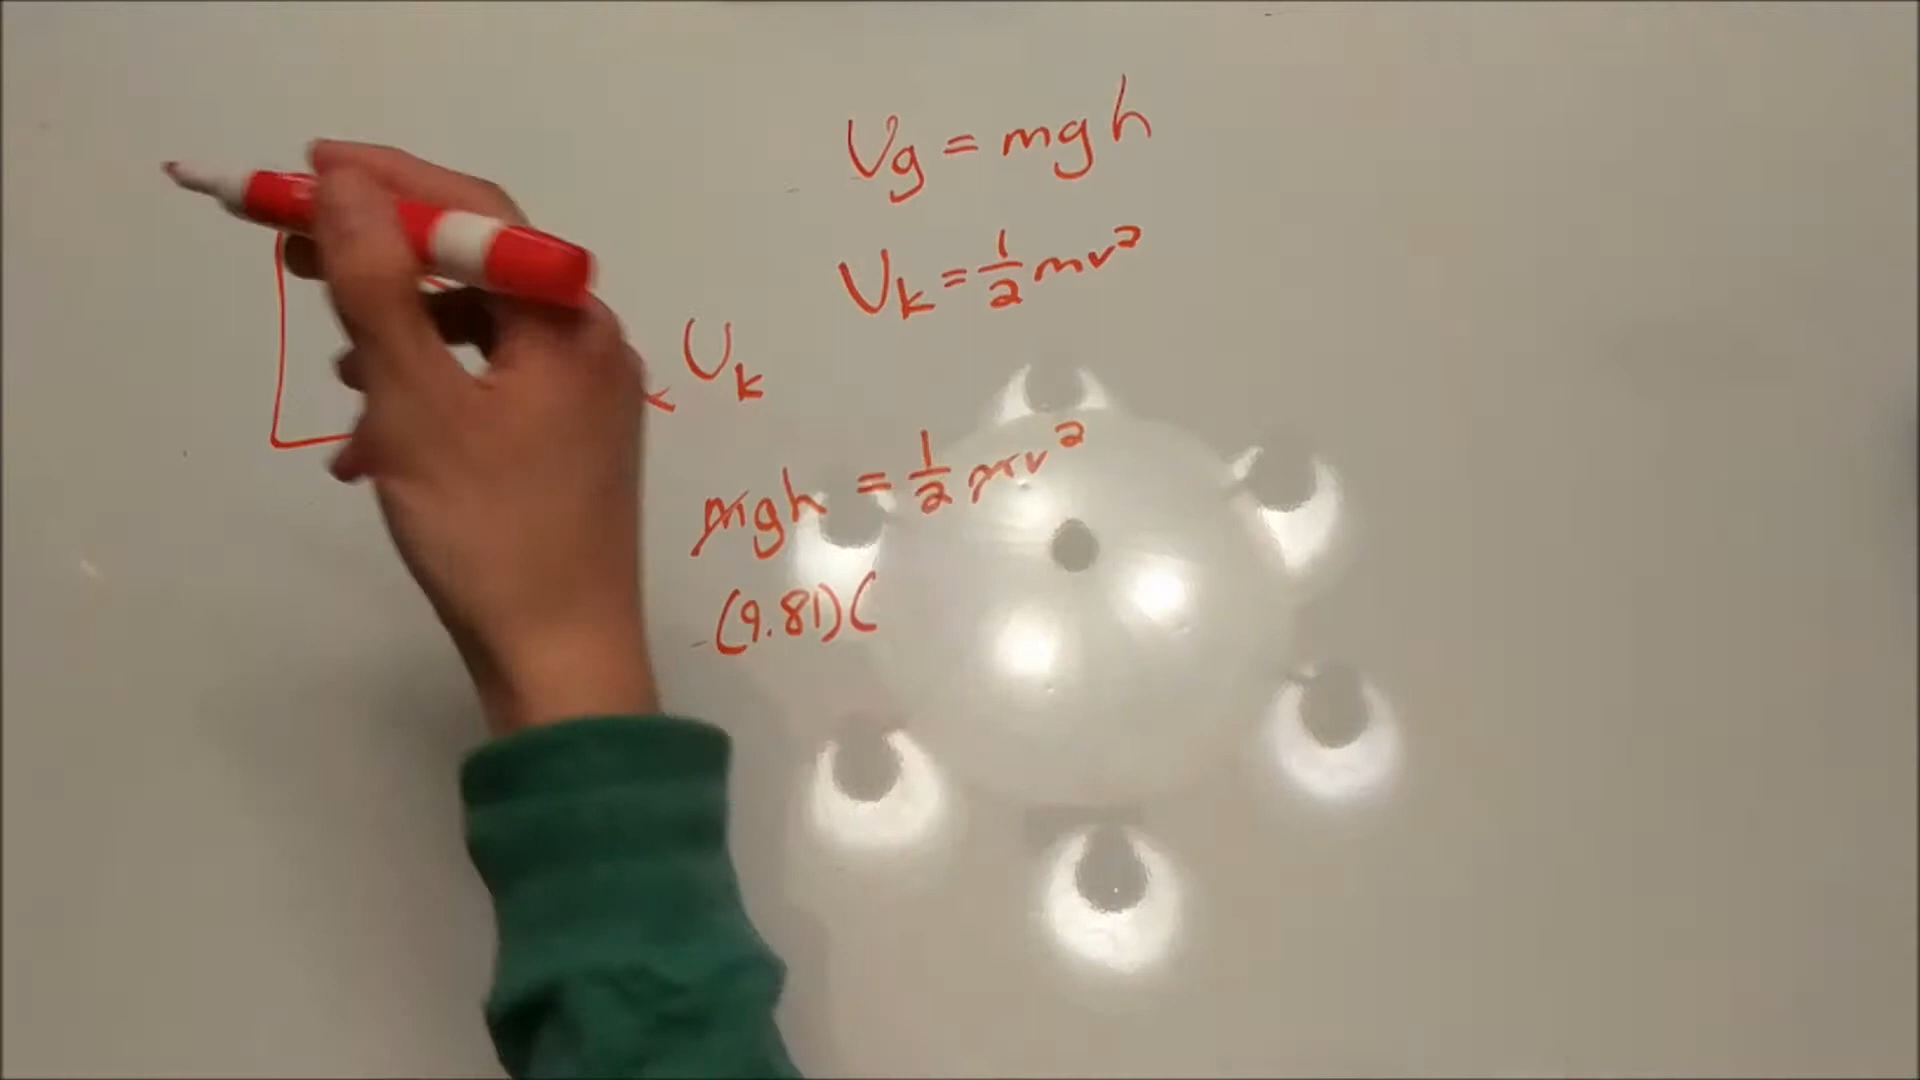 Ug = mgh
Uk = 1/2 mv²
Uk
mgh = 1/2 mv²
(9.81)(